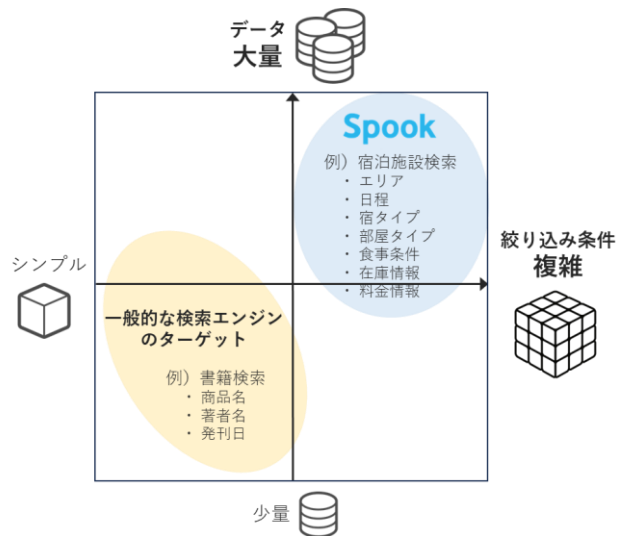 データ
大量
Spook
例）宿泊施設検索
・ エリア
・ 日程
・ 宿タイプ
・ 部屋タイプ
・ 食事条件
・ 在庫情報
・ 料金情報
絞り込み条件
複雑
シンプル
一般的な検索エンジン
のターゲット
例）書籍検索
・ 商品名
・ 著者名
・ 発刊日
少量